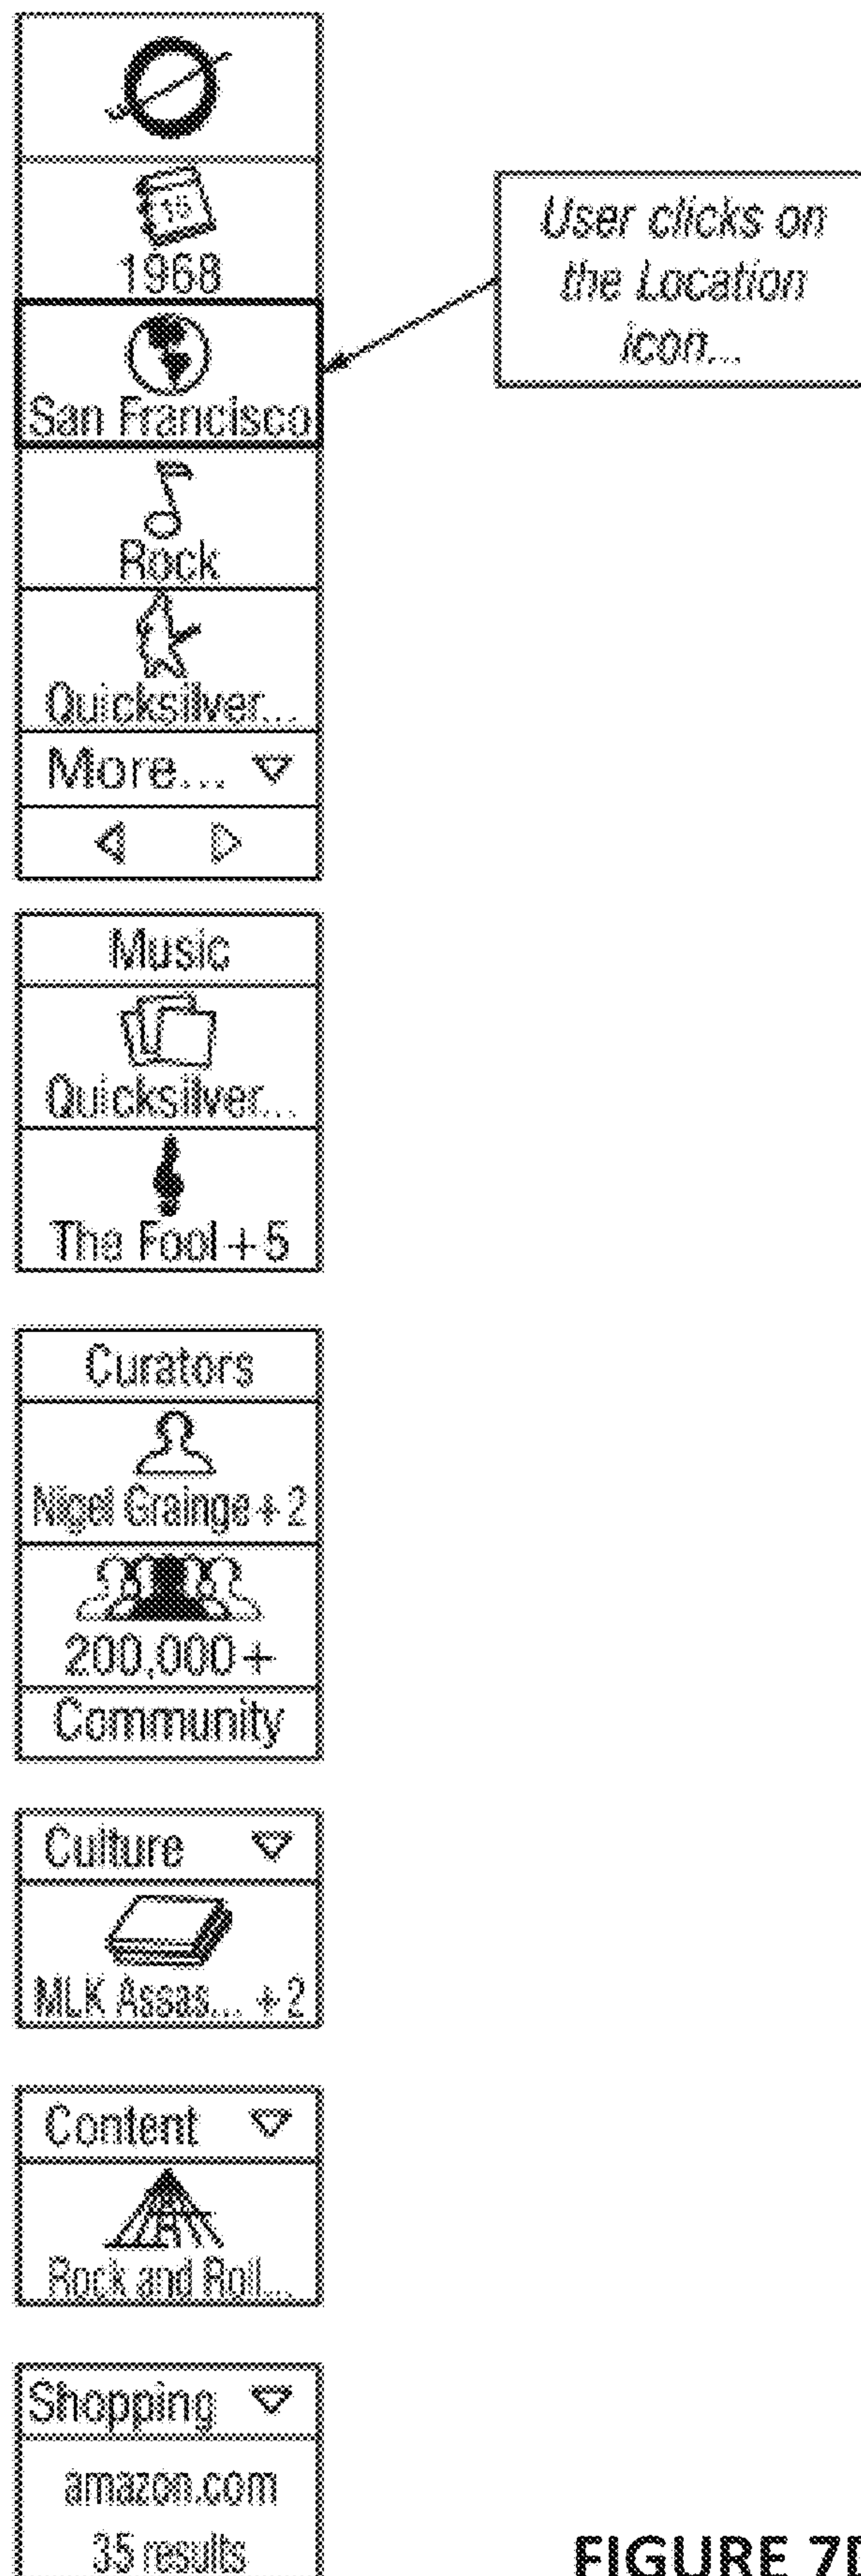 15
1968
User clicks on
the Location
icon...
San Francisco
Rock
Quicksilver...
More...
Music
Quicksilver...
The Fool + 5
Curators
Nigel Grainge + 2
200,000 +
Community
Culture
MLK Assas... + 2
Content
Rock and Roll...
Shopping
amazon.com
35 results
FIGURE